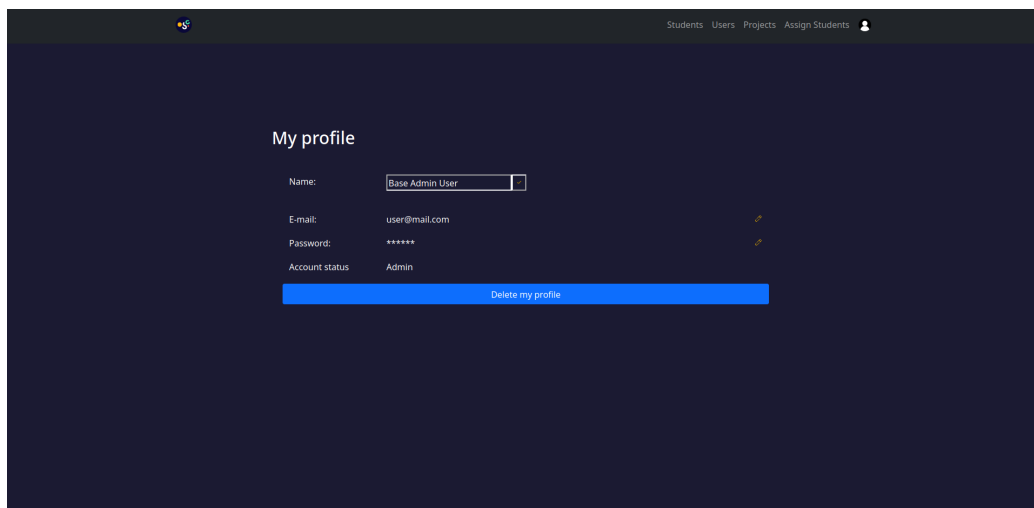 Students Users Projects Assign Students
My profile
Name: Base Admin User
E-mail: user@mail.com
Password: ******
Account status Admin
Delete my profile